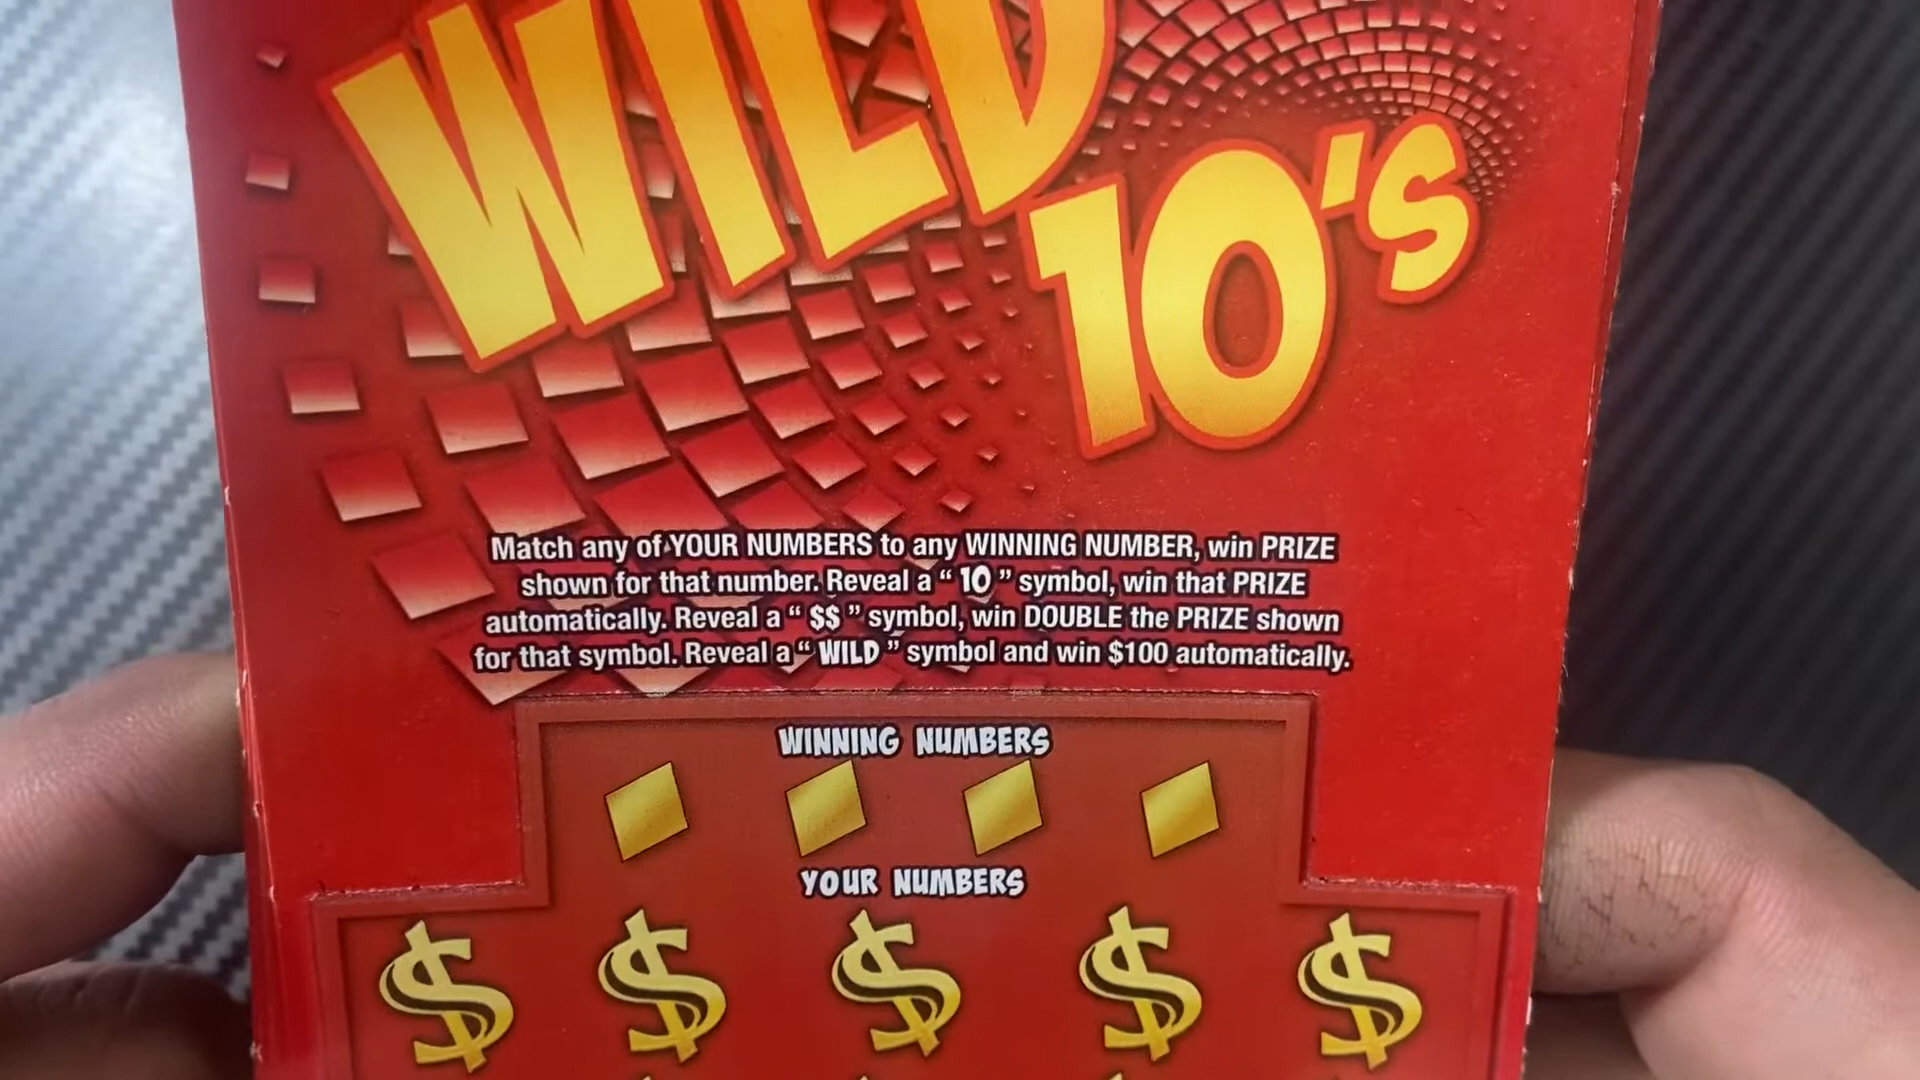 WILD
10's
Match any of YOUR NUMBERS to any WINNING NUMBER, win PRIZE
shown for that number. Reveal a “ 10 ” symbol, win that PRIZE
automatically. Reveal a “ $$ ” symbol, win DOUBLE the PRIZE shown
for that symbol. Reveal a “ WILD ” symbol and win $100 automatically.
WINNING NUMBERS
YOUR NUMBERS
$ $ $ $ $